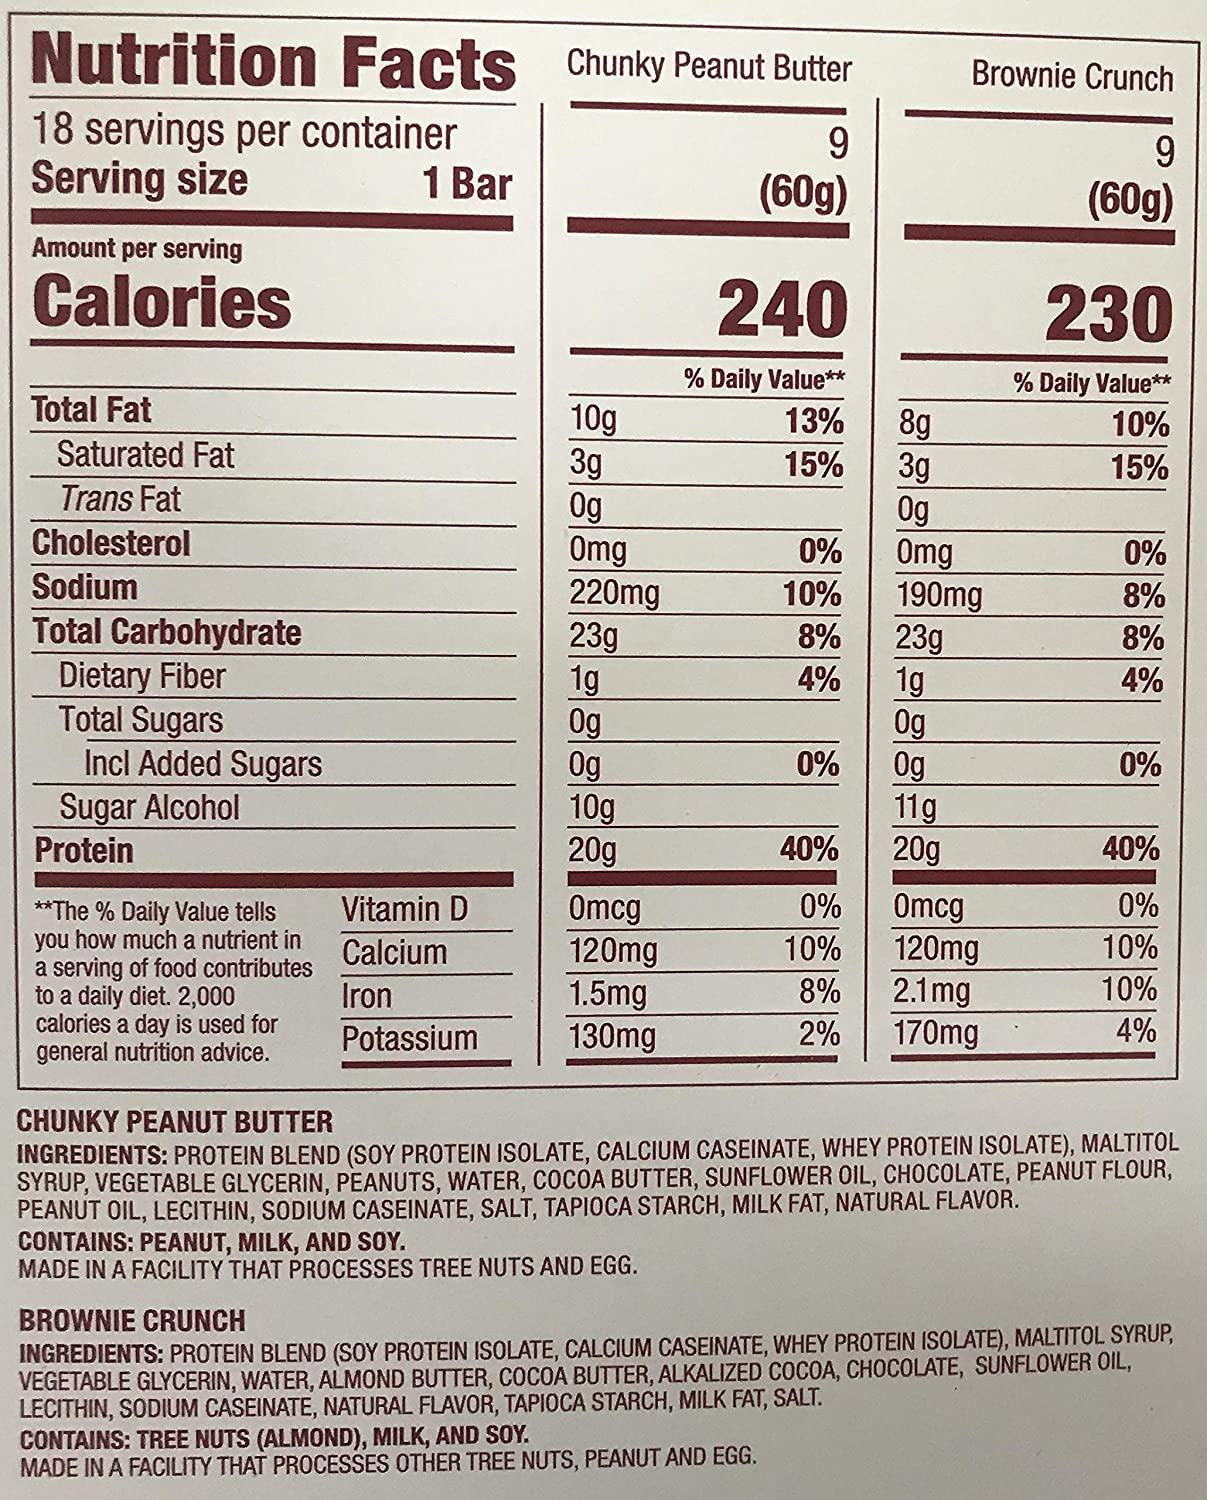 Nutrition Facts Chunky Peanut Butter Brownie Crunch
18 servings per container 9 9
Serving size 1 Bar (60g) (60g)
Amount per serving
Calories 240 230
% Daily Value** % Daily Value**
Total Fat 10g 13% 8g 10%
Saturated Fat 3g 15% 3g 15%
Trans Fat 0g 0g
Cholesterol 0mg 0% 0mg 0%
Sodium 220mg 10% 190mg 8%
Total Carbohydrate 23g 8% 23g 8%
Dietary Fiber 1g 4% 1g 4%
Total Sugars 0g 0g
Incl Added Sugars 0g 0% 0g 0%
Sugar Alcohol 10g 11g
Protein 20g 40% 20g 40%
**The % Daily Value tells
you how much a nutrient in
a serving of food contributes
to a daily diet. 2,000
calories a day is used for
general nutrition advice.
Vitamin D 0mcg 0% 0mcg 0%
Calcium 120mg 10% 120mg 10%
Iron 1.5mg 8% 2.1mg 10%
Potassium 130mg 2% 170mg 4%
CHUNKY PEANUT BUTTER
INGREDIENTS: PROTEIN BLEND (SOY PROTEIN ISOLATE, CALCIUM CASEINATE, WHEY PROTEIN ISOLATE), MALTITOL
SYRUP, VEGETABLE GLYCERIN, PEANUTS, WATER, COCOA BUTTER, SUNFLOWER OIL, CHOCOLATE, PEANUT FLOUR,
PEANUT OIL, LECITHIN, SODIUM CASEINATE, SALT, TAPIOCA STARCH, MILK FAT, NATURAL FLAVOR.
CONTAINS: PEANUT, MILK, AND SOY.
MADE IN A FACILITY THAT PROCESSES TREE NUTS AND EGG.
BROWNIE CRUNCH
INGREDIENTS: PROTEIN BLEND (SOY PROTEIN ISOLATE, CALCIUM CASEINATE, WHEY PROTEIN ISOLATE), MALTITOL SYRUP,
VEGETABLE GLYCERIN, WATER, ALMOND BUTTER, COCOA BUTTER, ALKALIZED COCOA, CHOCOLATE, SUNFLOWER OIL,
LECITHIN, SODIUM CASEINATE, NATURAL FLAVOR, TAPIOCA STARCH, MILK FAT, SALT.
CONTAINS: TREE NUTS (ALMOND), MILK, AND SOY.
MADE IN A FACILITY THAT PROCESSES OTHER TREE NUTS, PEANUT AND EGG.